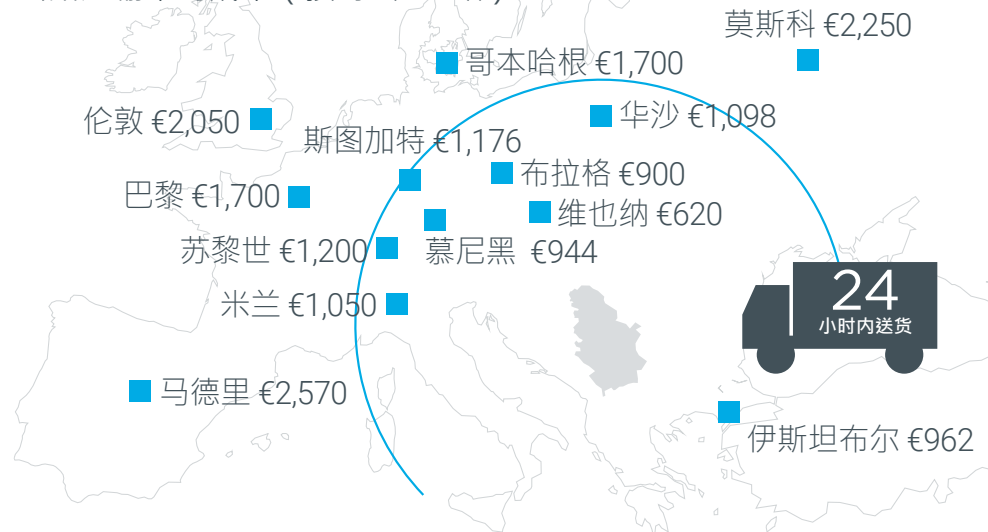 莫斯科 €2,250
哥本哈根 €1,700
华沙 €1,098
伦敦 €2,050
斯图加特 €1,176
布拉格 €900
巴黎 €1,700
维也纳 €620
苏黎世 €1,200
慕尼黑 €944
24
小时内送货
米兰 €1,050
马德里 €2,570
伊斯坦布尔 €962